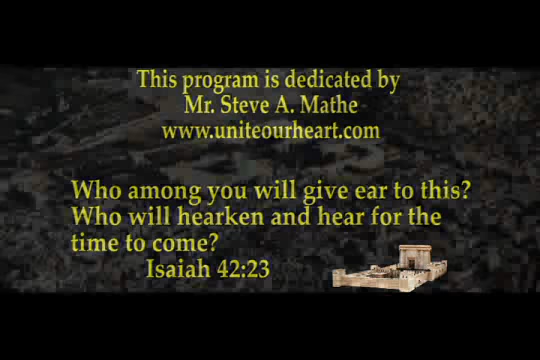 This program is dedicated by
Mr. Steve A. Mathe
www.uniteourheart.com
Who among you will give ear to this?
Who will hearken and hear for the
time to come?
Isaiah 42:23